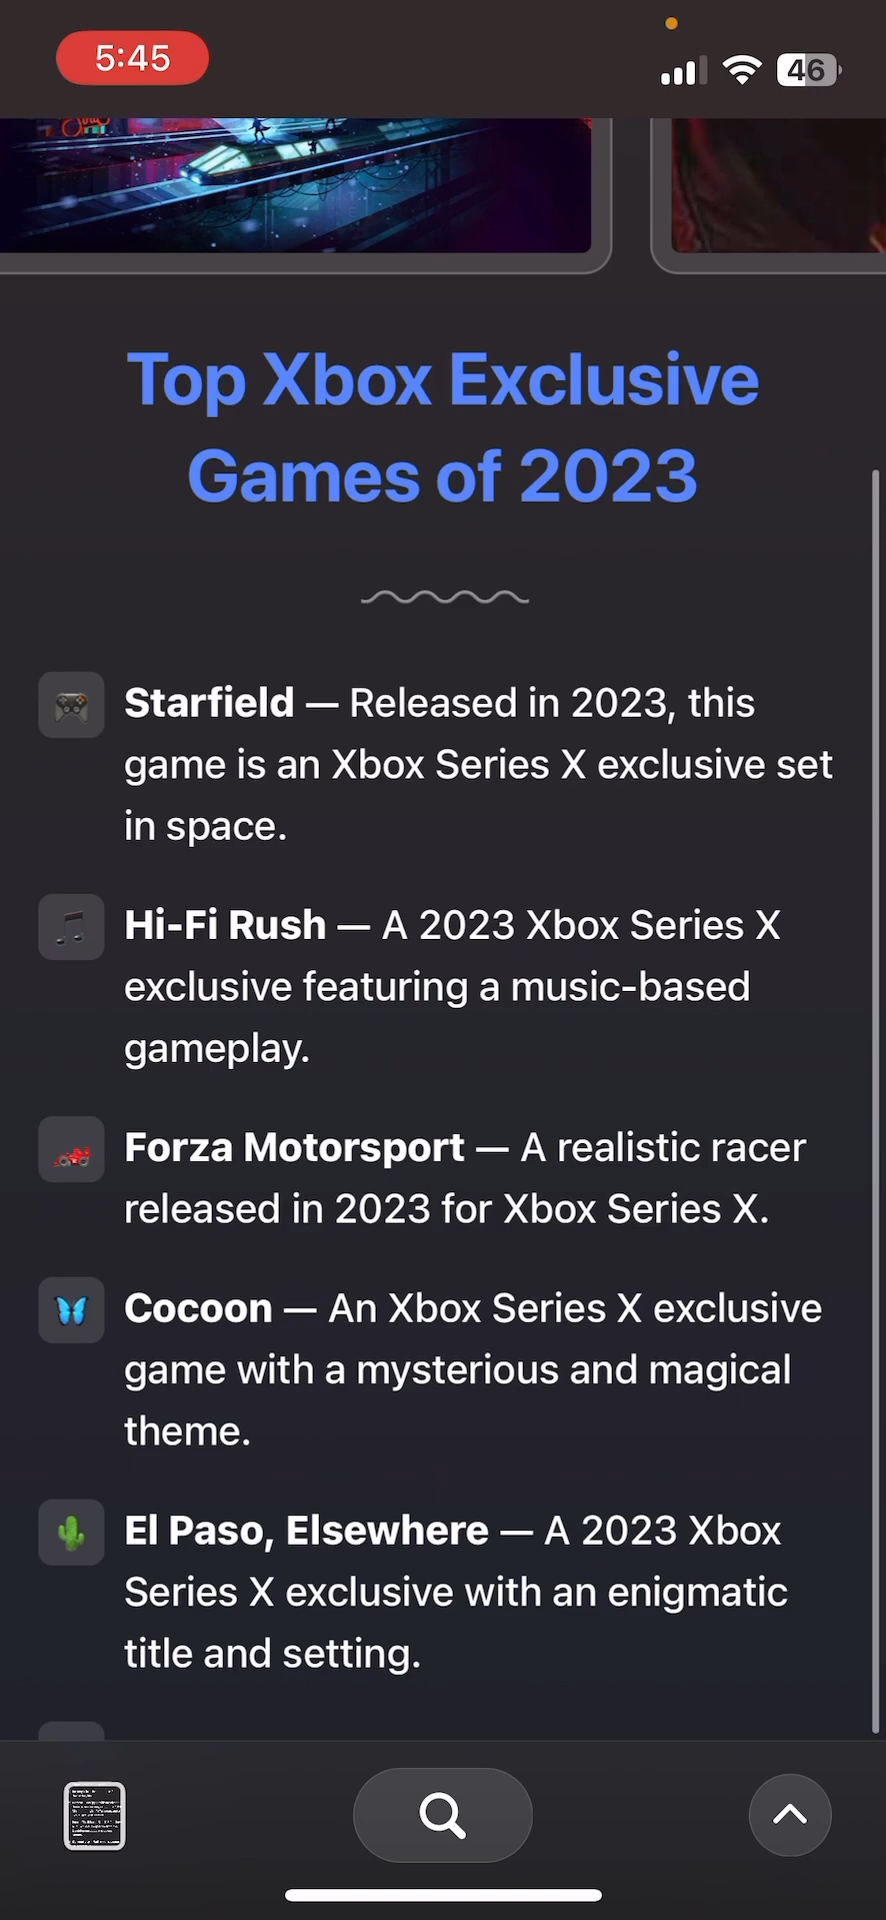 5:45
46
Top Xbox Exclusive
Games of 2023
Starfield — Released in 2023, this
game is an Xbox Series X exclusive set
in space.
Hi-Fi Rush — A 2023 Xbox Series X
exclusive featuring a music-based
gameplay.
Forza Motorsport — A realistic racer
released in 2023 for Xbox Series X.
Cocoon — An Xbox Series X exclusive
game with a mysterious and magical
theme.
El Paso, Elsewhere — A 2023 Xbox
Series X exclusive with an enigmatic
title and setting.